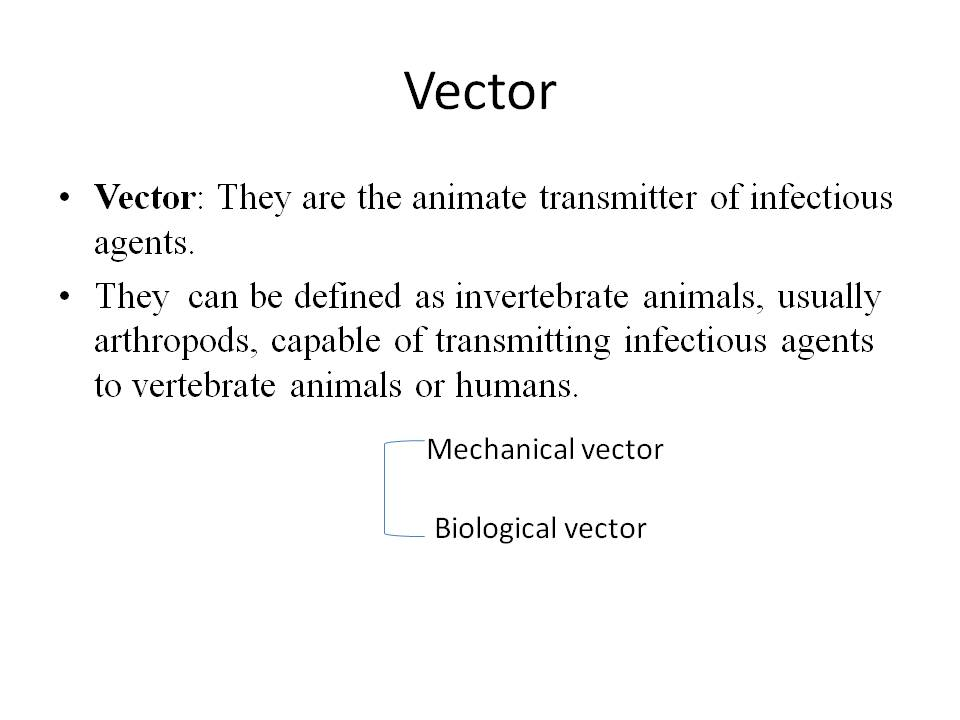 Vector
• Vector: They are the animate transmitter of infectious
agents.
• They can be defined as invertebrate animals, usually
arthropods, capable of transmitting infectious agents
to vertebrate animals or humans.
Mechanical vector
Biological vector